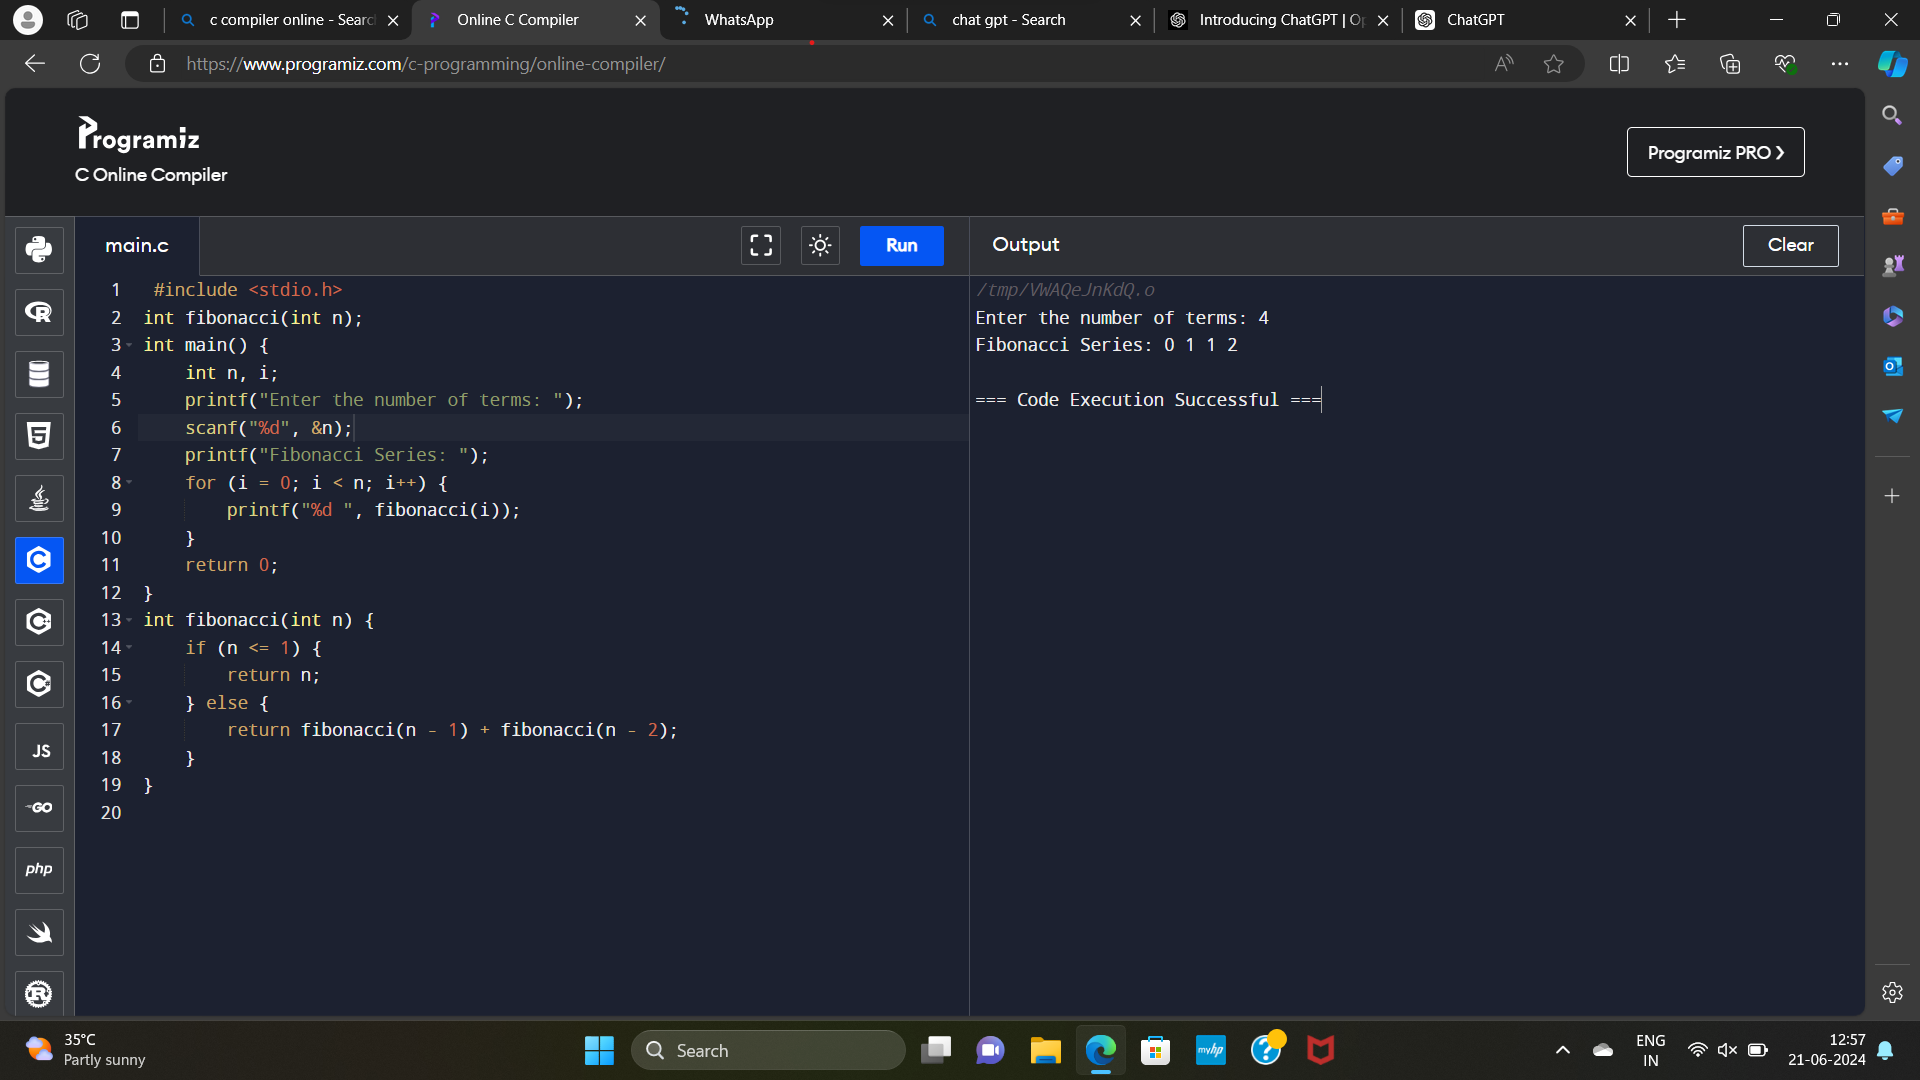 c compiler online - Searc
Online C Compiler
WhatsApp
chat gpt - Search
Introducing ChatGPT | Op
ChatGPT
https://www.programiz.com/c-programming/online-compiler/
Programiz
C Online Compiler
Programiz PRO
main.c
Run
Output
Clear
1 #include <stdio.h>
2 int fibonacci(int n);
3 int main() {
4 int n, i;
5 printf("Enter the number of terms: ");
6 scanf("%d", &n);
7 printf("Fibonacci Series: ");
8 for (i = 0; i < n; i++) {
9 printf("%d ", fibonacci(i));
10 }
11 return 0;
12 }
13 int fibonacci(int n) {
14 if (n <= 1) {
15 return n;
16 } else {
17 return fibonacci(n - 1) + fibonacci(n - 2);
18 }
19 }
20
/tmp/VWAQeJnKdQ.o
Enter the number of terms: 4
Fibonacci Series: 0 1 1 2
=== Code Execution Successful ===
R
5
C
C
C
JS
GO
php
R
35°C
Partly sunny
Search
myhp
ENG
IN
12:57
21-06-2024